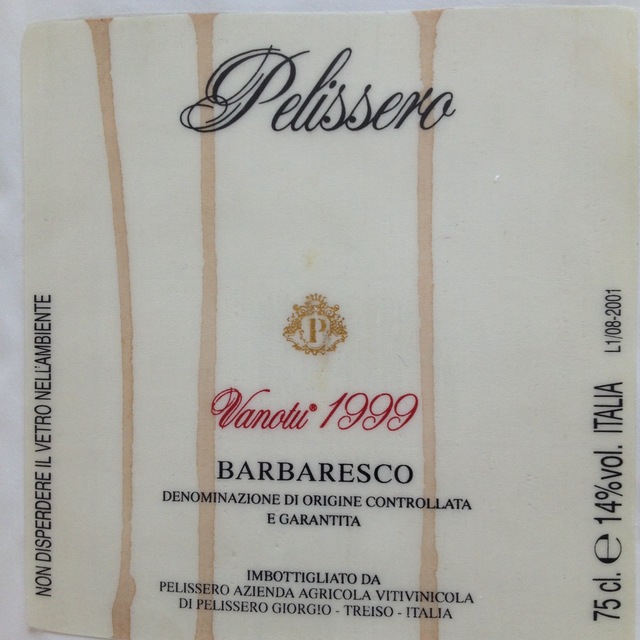 Pelissero
P
Vanotu® 1999
BARBARESCO
DENOMINAZIONE DI ORIGINE CONTROLLATA
E GARANTITA
IMBOTTIGLIATO DA
PELISSERO AZIENDA AGRICOLA VITIVINICOLA
DI PELISSERO GIORGIO - TREISO - ITALIA
NON DISPERDERE IL VETRO NELL'AMBIENTE
75 cl. e 14%vol. ITALIA
L1/08-2001